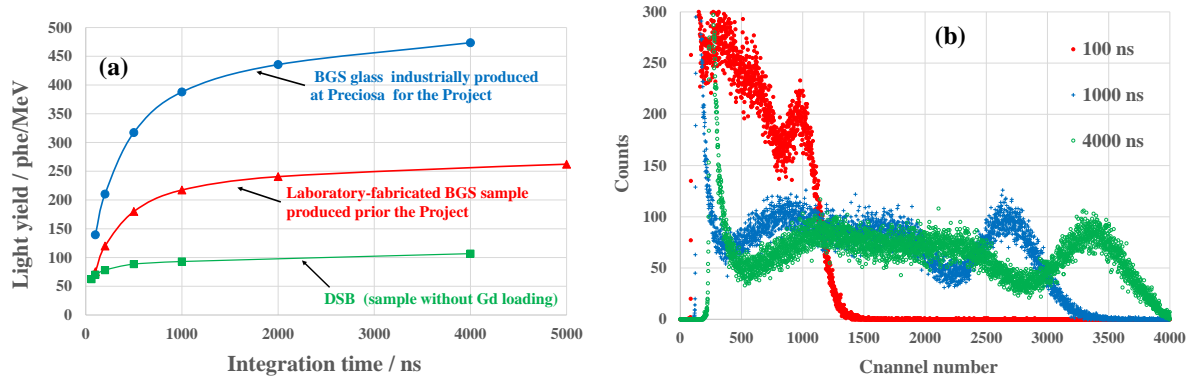 (a)
Light yield / phe/MeV
500
450
400
350
300
250
200
150
100
50
0
BGS glass industrially produced
at Preciosa for the Project
Laboratory-fabricated BGS sample
produced prior the Project
DSB (sample without Gd loading)
0 1000 2000 3000 4000 5000
Integration time / ns
(b)
Counts
300
250
200
150
100
50
0
100 ns
1000 ns
4000 ns
0 500 1000 1500 2000 2500 3000 3500 4000
Cnannel number